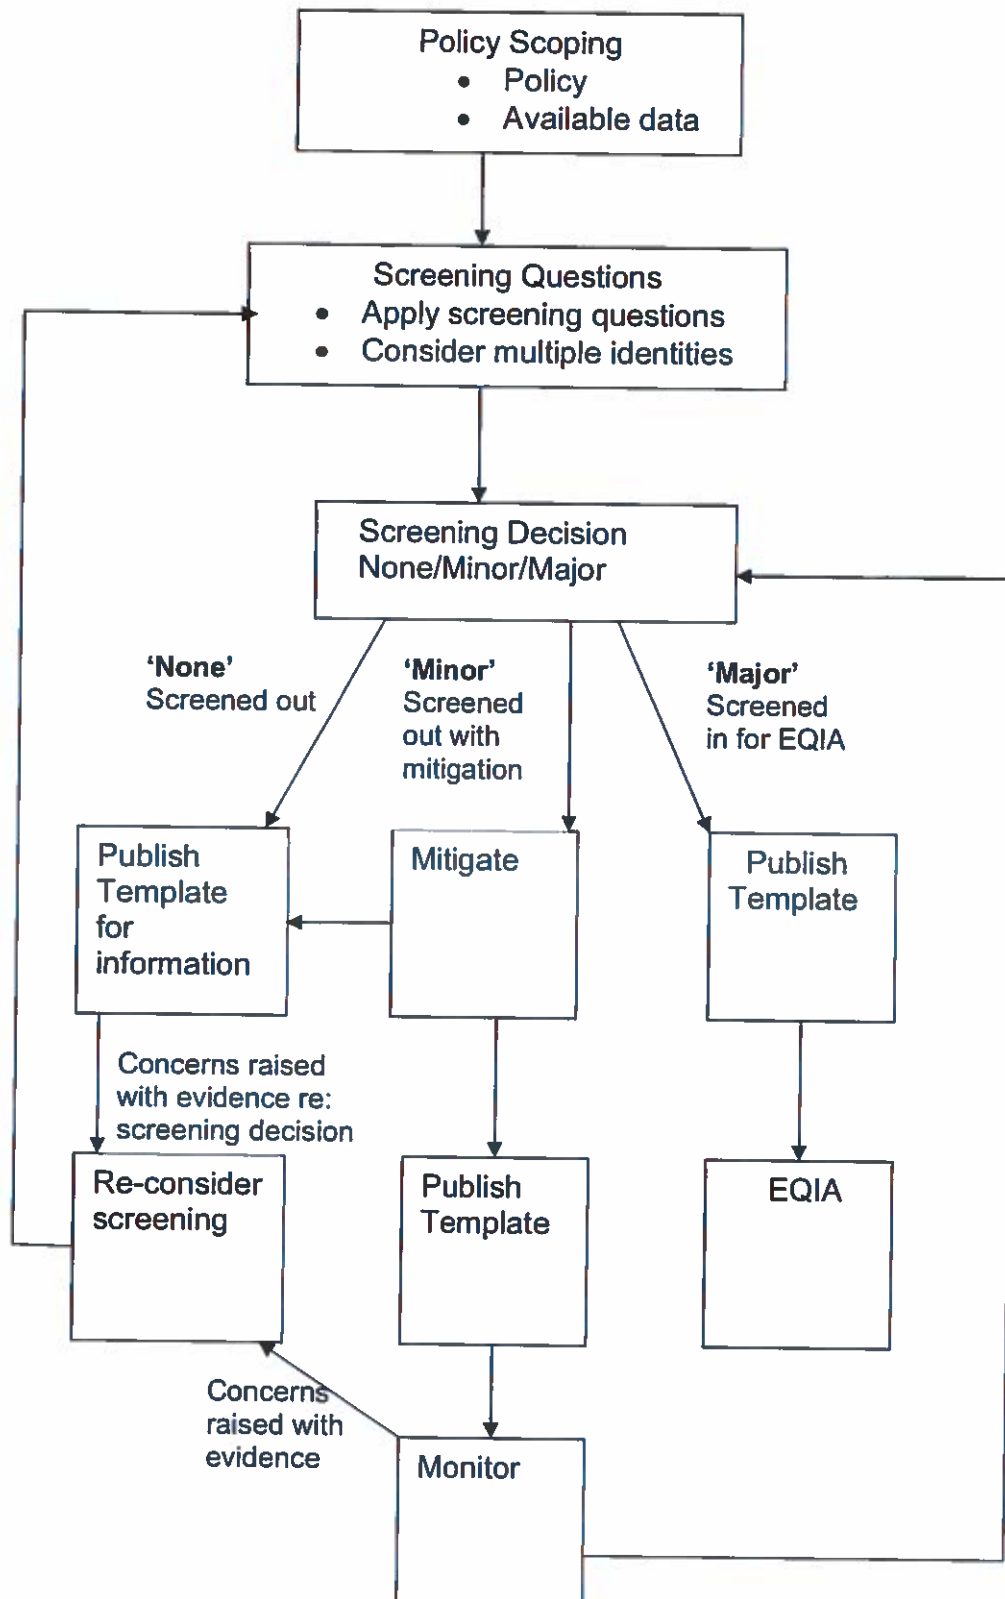 Policy Scoping
• Policy
• Available data
Screening Questions
• Apply screening questions
• Consider multiple identities
Screening Decision
None/Minor/Major
‘None’
Screened out
‘Minor’
Screened
out with
mitigation
‘Major’
Screened
in for EQIA
Publish
Template
for
information
Mitigate
Publish
Template
Concerns raised
with evidence re:
screening decision
Re-consider
screening
Publish
Template
EQIA
Concerns
raised with
evidence
Monitor